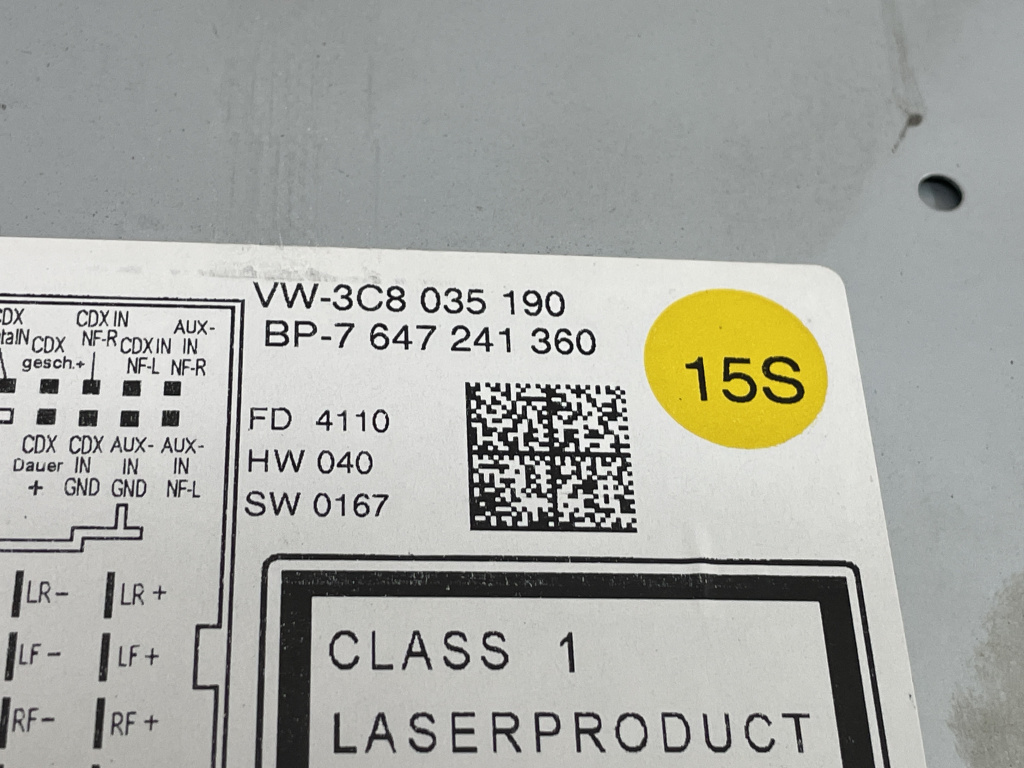 VW-3C8 035 190
BP-7 647 241 360
15S
FD 4110
HW 040
SW 0167
CDX IN
NF-R
CDX
gesch.+
CDX IN
NF-L
AUX-
IN
NF-R
CDX
Dauer
+
CDX
IN
GND
AUX-
IN
GND
AUX-
IN
NF-L
LR- LR +
LF- LF +
RF- RF +
CLASS 1
LASERPRODUCT